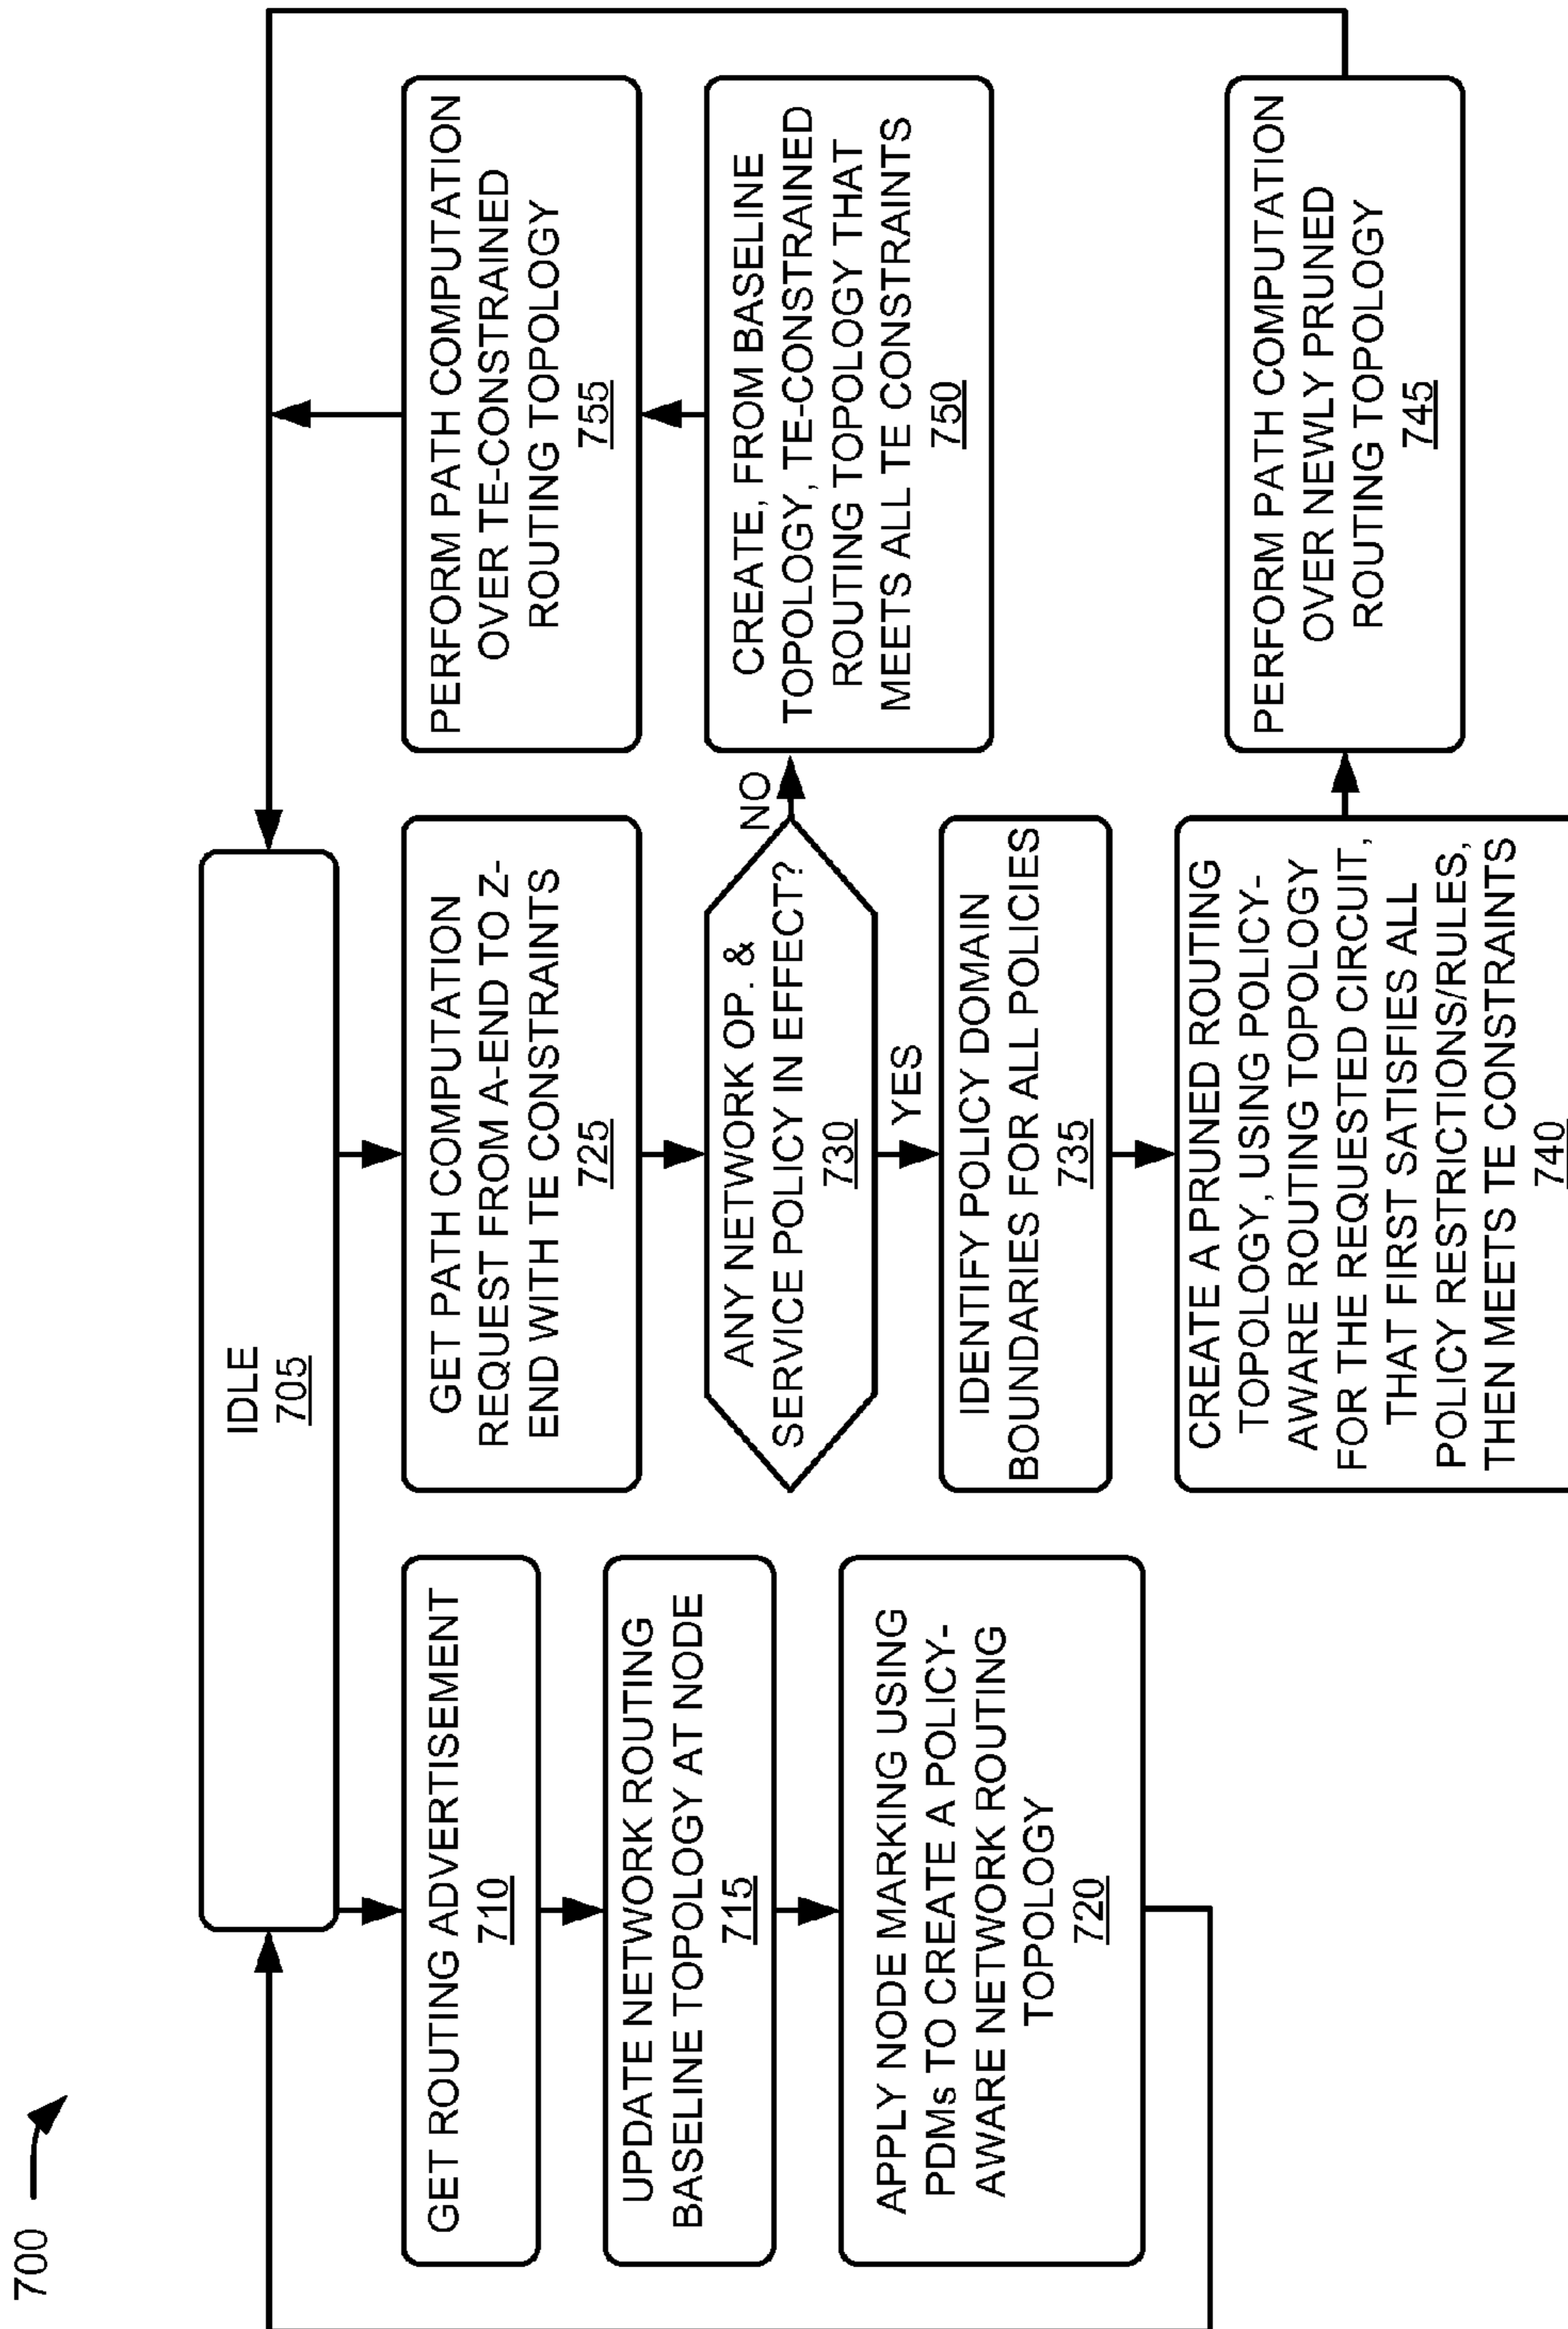 700
IDLE
705
GET ROUTING ADVERTISEMENT
710
UPDATE NETWORK ROUTING
BASELINE TOPOLOGY AT NODE
715
APPLY NODE MARKING USING
PDMs TO CREATE A POLICY-
AWARE NETWORK ROUTING
TOPOLOGY
720
GET PATH COMPUTATION
REQUEST FROM A-END TO Z-
END WITH TE CONSTRAINTS
725
ANY NETWORK OP. &
SERVICE POLICY IN EFFECT?
730
NO
YES
IDENTIFY POLICY DOMAIN
BOUNDARIES FOR ALL POLICIES
735
CREATE A PRUNED ROUTING
TOPOLOGY, USING POLICY-
AWARE ROUTING TOPOLOGY
FOR THE REQUESTED CIRCUIT,
THAT FIRST SATISFIES ALL
POLICY RESTRICTIONS/RULES,
THEN MEETS TE CONSTRAINTS
740
PERFORM PATH COMPUTATION
OVER TE-CONSTRAINED
ROUTING TOPOLOGY
755
CREATE, FROM BASELINE
TOPOLOGY, TE-CONSTRAINED
ROUTING TOPOLOGY THAT
MEETS ALL TE CONSTRAINTS
750
PERFORM PATH COMPUTATION
OVER NEWLY PRUNED
ROUTING TOPOLOGY
745